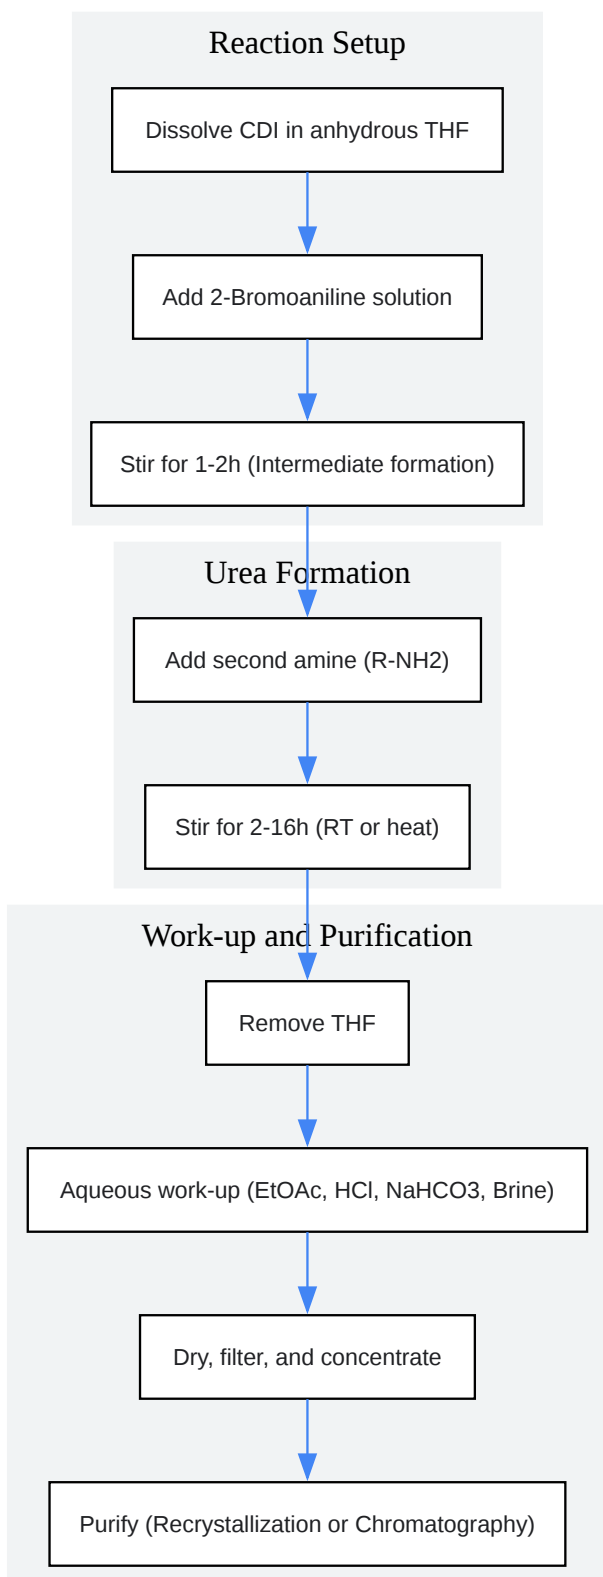 Reaction Setup
Dissolve CDI in anhydrous THF
Add 2-Bromoaniline solution
Stir for 1-2h (Intermediate formation)
Urea Formation
Add second amine (R-NH2)
Stir for 2-16h (RT or heat)
Work-up and Purification
Remove THF
Aqueous work-up (EtOAc, HCl, NaHCO3, Brine)
Dry, filter, and concentrate
Purify (Recrystallization or Chromatography)